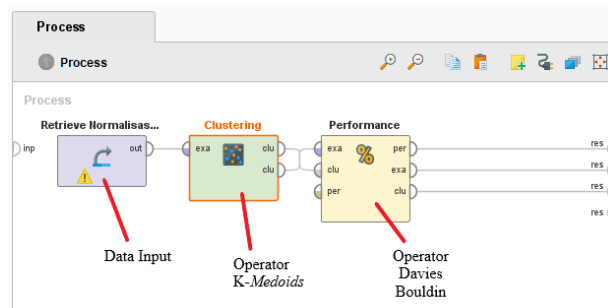 Process
Process
Process
Retrieve Normalisas...
Clustering
Performance
inp
out
exa
clu
clu
exa
clu
per
per
exa
clu
res
res
res
res
%
Data Input
Operator
K-Medoids
Operator
Davies
Bouldin